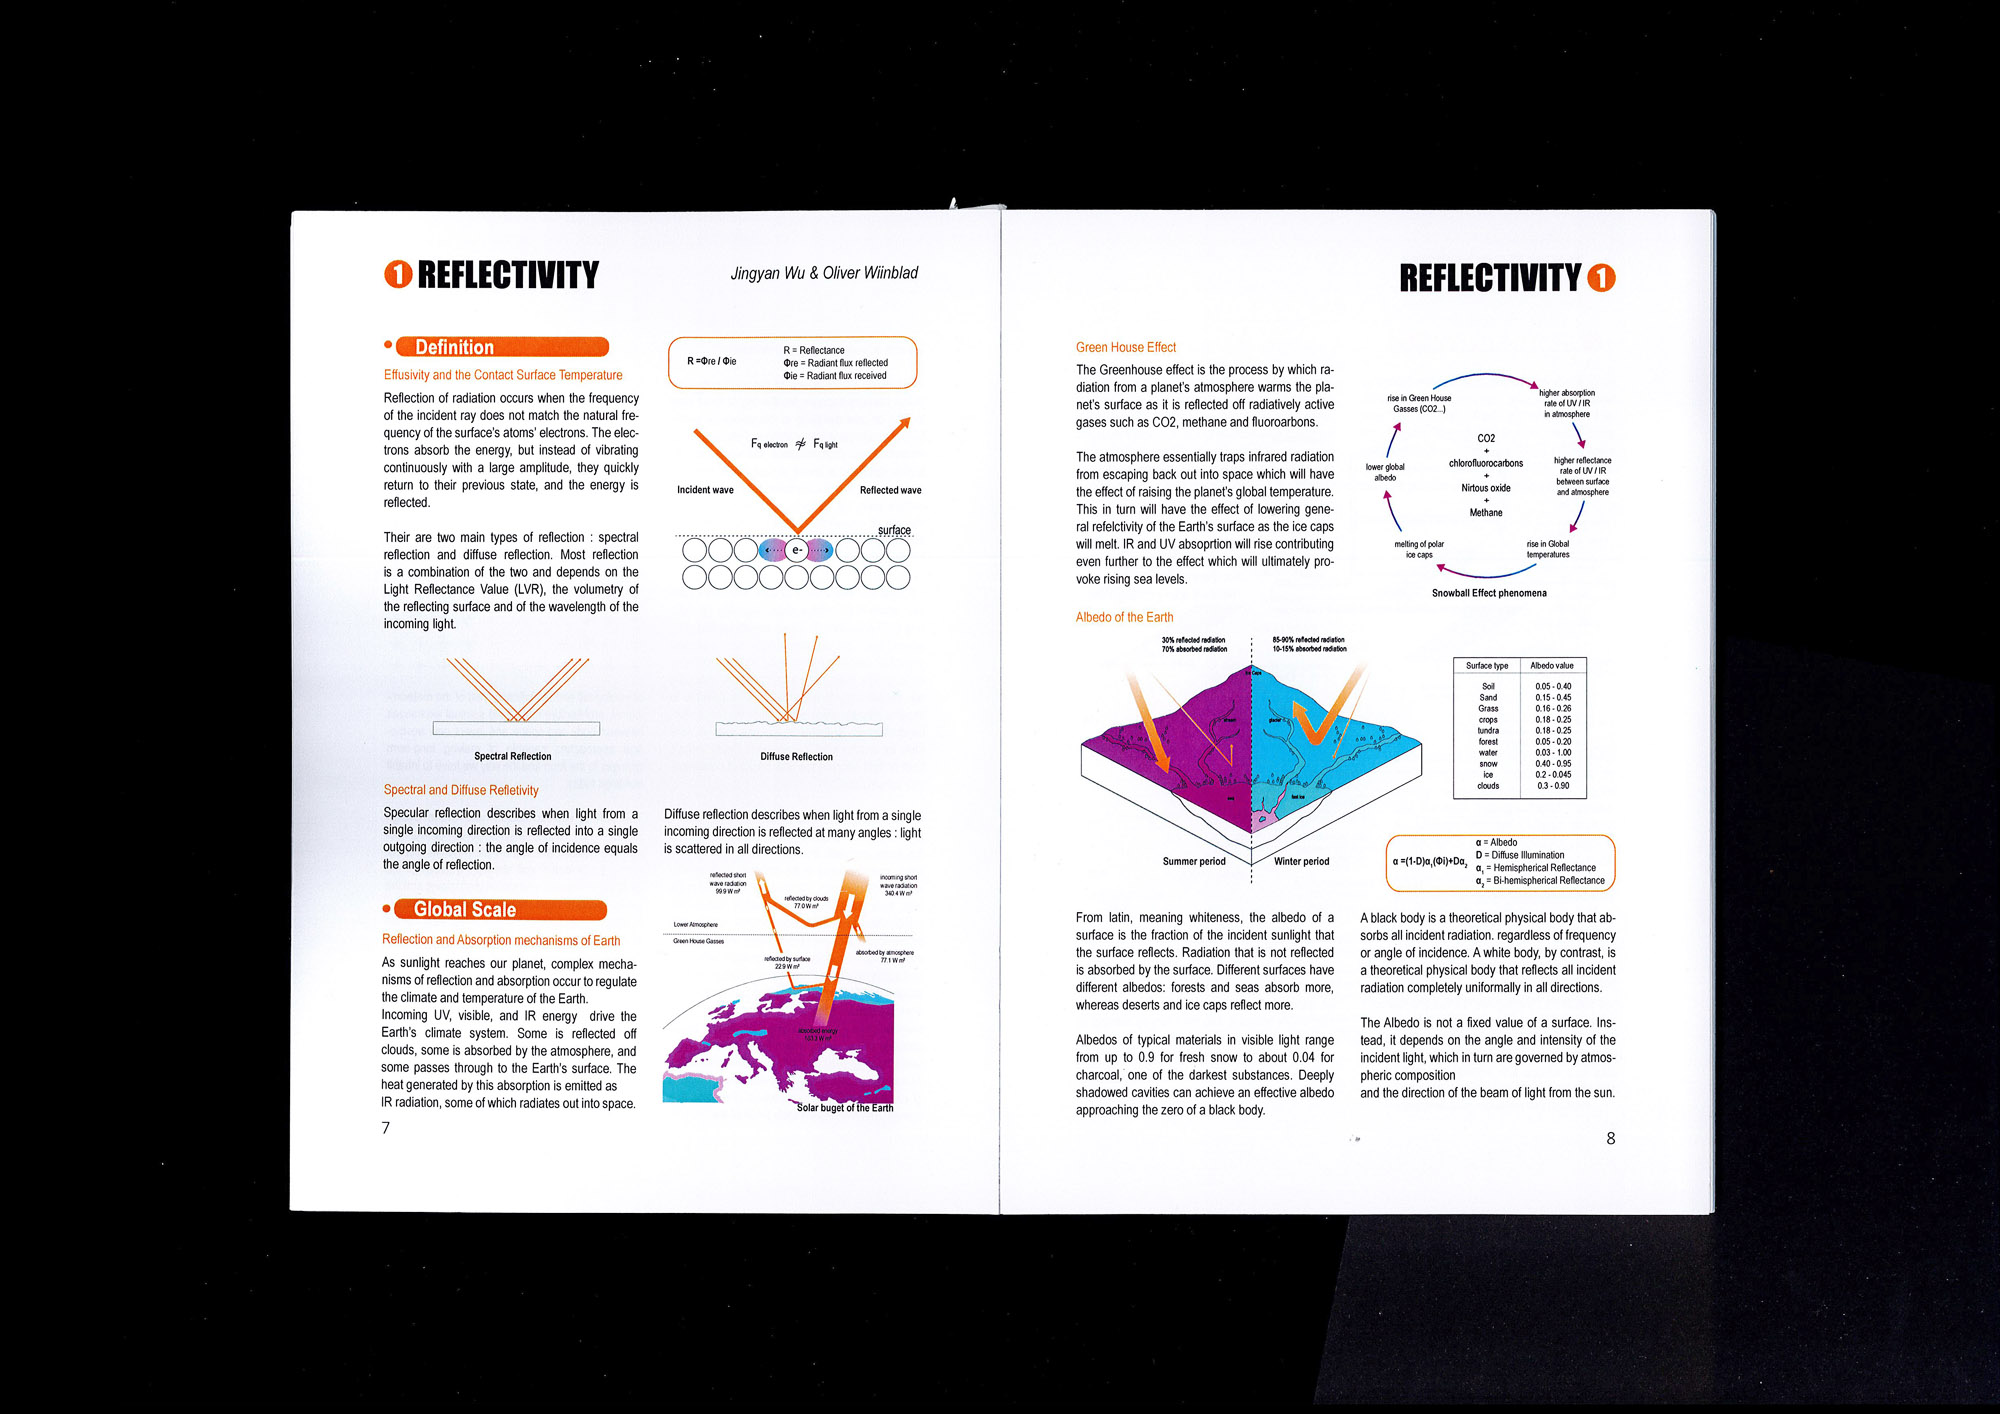 1 REFLECTIVITY
Jingyan Wu & Oliver Wiinblad
Definition
Effusivity and the Contact Surface Temperature
Reflection of radiation occurs when the frequency
of the incident ray does not match the natural fre-
quency of the surface's atoms' electrons. The elec-
trons absorb the energy, but instead of vibrating
continuously with a large amplitude, they quickly
return to their previous state, and the energy is
reflected.
Their are two main types of reflection : spectral
reflection and diffuse reflection. Most reflection
is a combination of the two and depends on the
Light Reflectance Value (LVR), the volumetry of
the reflecting surface and of the wavelength of the
incoming light.
R =Φre / Φie
R = Reflectance
Φre = Radiant flux reflected
Φie = Radiant flux received
Fq electron ≉ Fq light
Incident wave
Reflected wave
surface
e-
Spectral Reflection
Diffuse Reflection
Spectral and Diffuse Refletivity
Specular reflection describes when light from a
single incoming direction is reflected into a single
outgoing direction : the angle of incidence equals
the angle of reflection.
Diffuse reflection describes when light from a single
incoming direction is reflected at many angles : light
is scattered in all directions.
Global Scale
Reflection and Absorption mechanisms of Earth
As sunlight reaches our planet, complex mecha-
nisms of reflection and absorption occur to regulate
the climate and temperature of the Earth.
Incoming UV, visible, and IR energy drive the
Earth's climate system. Some is reflected off
clouds, some is absorbed by the atmosphere, and
some passes through to the Earth's surface. The
heat generated by this absorption is emitted as
IR radiation, some of which radiates out into space.
reflected short
wave radiation
99.9 W m²
incoming short
wave radiation
340.4 W m²
reflected by clouds
77.0 W m²
Lower Atmosphere
Green House Gasses
absorbed by atmosphere
77.1 W m²
reflected by surface
22.9 W m²
absorbed energy
163.3 W m²
Solar buget of the Earth
7
REFLECTIVITY 1
Green House Effect
The Greenhouse effect is the process by which ra-
diation from a planet's atmosphere warms the pla-
net's surface as it is reflected off radiatively active
gases such as CO2, methane and fluoroarbons.
The atmosphere essentially traps infrared radiation
from escaping back out into space which will have
the effect of raising the planet's global temperature.
This in turn will have the effect of lowering gene-
ral refelctivity of the Earth's surface as the ice caps
will melt. IR and UV absoprtion will rise contributing
even further to the effect which will ultimately pro-
voke rising sea levels.
rise in Green House
Gasses (CO2...)
higher absorption
rate of UV / IR
in atmosphere
higher reflectance
rate of UV / IR
between surface
and atmosphere
rise in Global
temperatures
melting of polar
ice caps
lower global
albedo
CO2
+
chlorofluorocarbons
+
Nirtous oxide
+
Methane
Snowball Effect phenomena
Albedo of the Earth
30% reflected radiation
70% absorbed radiation
85-90% reflected radiation
10-15% absorbed radiation
Ice Caps
stream
glacier
sea
fast ice
Summer period
Winter period
Surface type Albedo value
Soil 0.05 - 0.40
Sand 0.15 - 0.45
Grass 0.16 - 0.26
crops 0.18 - 0.25
tundra 0.18 - 0.25
forest 0.05 - 0.20
water 0.03 - 1.00
snow 0.40 - 0.95
ice 0.2 - 0.045
clouds 0.3 - 0.90
α =(1-D)α₁(Φi)+Dα₂
α = Albedo
D = Diffuse Illumination
α₁ = Hemispherical Reflectance
α₂ = Bi-hemispherical Reflectance
From latin, meaning whiteness, the albedo of a
surface is the fraction of the incident sunlight that
the surface reflects. Radiation that is not reflected
is absorbed by the surface. Different surfaces have
different albedos: forests and seas absorb more,
whereas deserts and ice caps reflect more.
Albedos of typical materials in visible light range
from up to 0.9 for fresh snow to about 0.04 for
charcoal, one of the darkest substances. Deeply
shadowed cavities can achieve an effective albedo
approaching the zero of a black body.
A black body is a theoretical physical body that ab-
sorbs all incident radiation. regardless of frequency
or angle of incidence. A white body, by contrast, is
a theoretical physical body that reflects all incident
radiation completely uniformly in all directions.
The Albedo is not a fixed value of a surface. Ins-
tead, it depends on the angle and intensity of the
incident light, which in turn are governed by atmos-
pheric composition
and the direction of the beam of light from the sun.
8